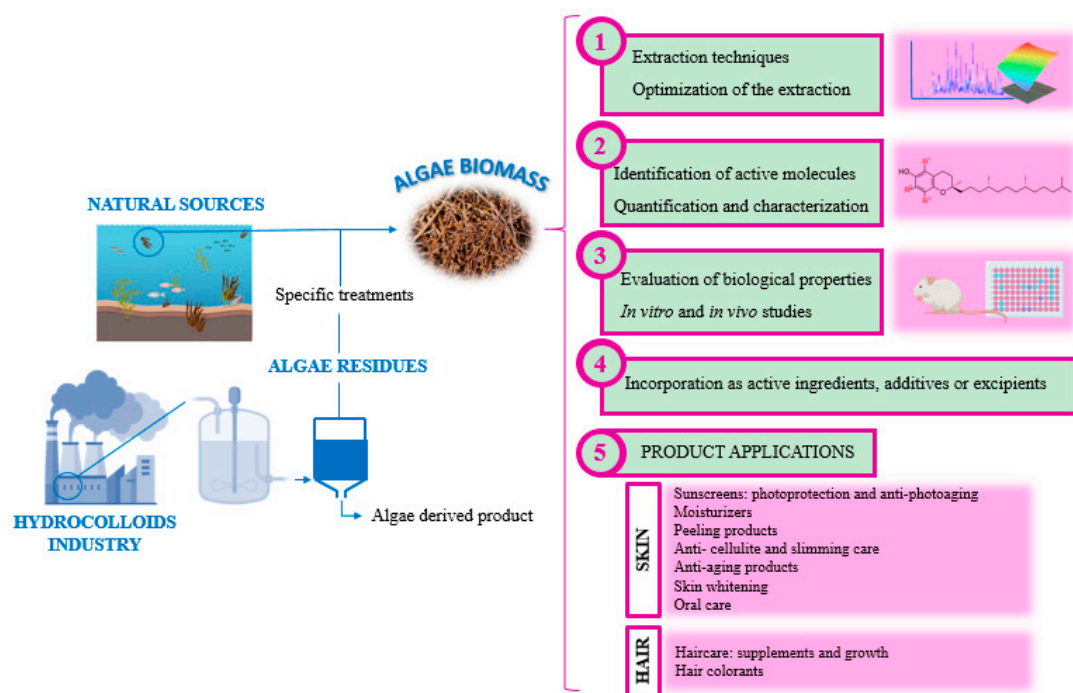 NATURAL SOURCES
Specific treatments
ALGAE RESIDUES
HYDROCOLLOIDS
INDUSTRY
Algae derived product
ALGAE BIOMASS
1
Extraction techniques
Optimization of the extraction
2
Identification of active molecules
Quantification and characterization
HO
O
R¹
R²
R³
3
Evaluation of biological properties
In vitro and in vivo studies
4
Incorporation as active ingredients, additives or excipients
5
PRODUCT APPLICATIONS
SKIN
Sunscreens: photoprotection and anti-photoaging
Moisturizers
Peeling products
Anti- cellulite and slimming care
Anti-aging products
Skin whitening
Oral care
HAIR
Haircare: supplements and growth
Hair colorants